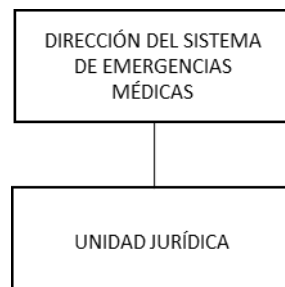 DIRECCIÓN DEL SISTEMA
DE EMERGENCIAS
MÉDICAS
UNIDAD JURÍDICA